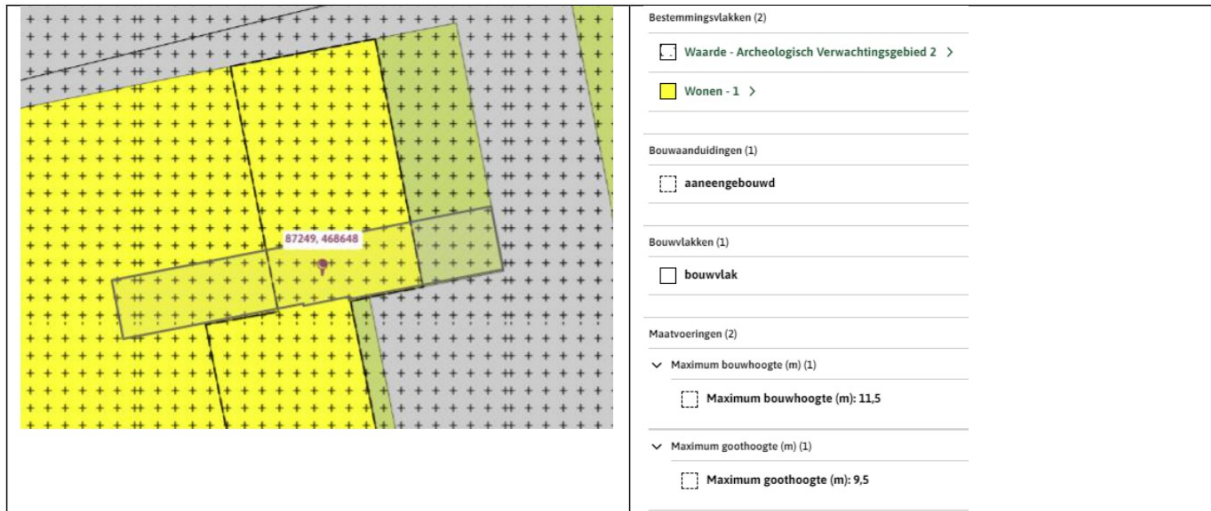 87249, 468648
Bestemmingsvlakken (2)
Waarde - Archeologisch Verwachtingsgebied 2
Wonen - 1
Bouwaanduidingen (1)
aaneengebouwd
Bouwvlakken (1)
bouwvlak
Maatvoeringen (2)
Maximum bouwhoogte (m) (1)
Maximum bouwhoogte (m): 11,5
Maximum goothoogte (m) (1)
Maximum goothoogte (m): 9,5